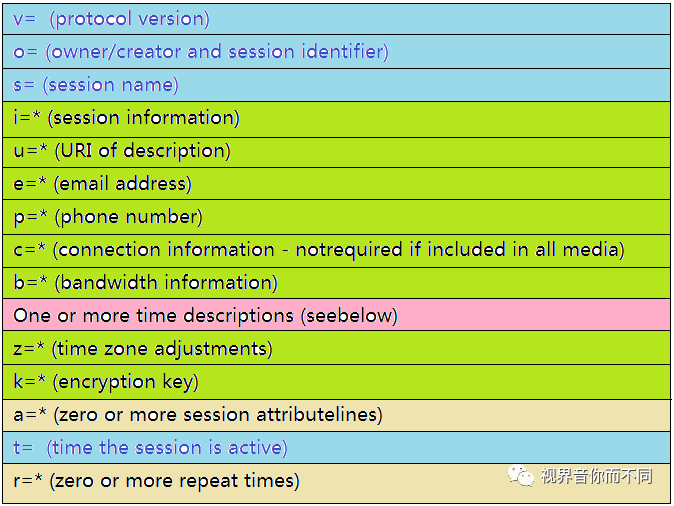 v= (protocol version)
o= (owner/creator and session identifier)
s= (session name)
i=* (session information)
u=* (URI of description)
e=* (email address)
p=* (phone number)
c=* (connection information - notrequired if included in all media)
b=* (bandwidth information)
One or more time descriptions (seebelow)
z=* (time zone adjustments)
k=* (encryption key)
a=* (zero or more session attributelines)
t= (time the session is active)
r=* (zero or more repeat times)
视界音你而不同